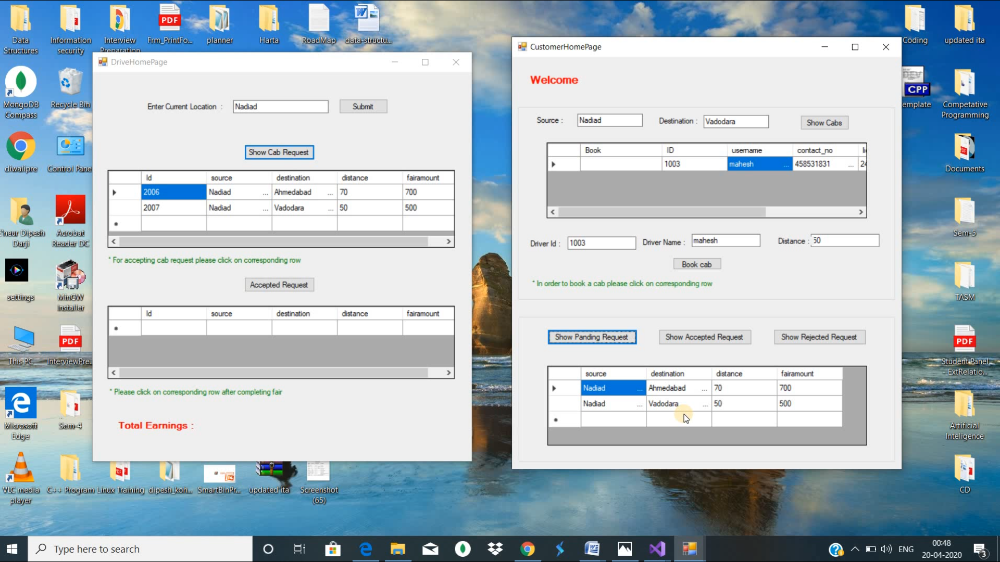 Data
Structures
Information
security
Interview
Preparation
PDF
Frm_PrintFo...
planner
Harta
RoadMap
data-structu...
Coding
updated ita
MongoDB
Compass
Recycle Bin
CPP
Competative
Programming
diwalipre
Documents
Acrobat
Reader DC
Sem-5
settings
MinGW
Installer
TASM
This PC
PDF
InterviewPre...
PDF
Student Panel
- ExtRelatio...
Microsoft
Edge
Sem-4
Artificial
Inteligence
VLC media
player
C++ Program
Linux Training
dipesh_koh...
SmartBinPr...
updated ita
Screenshot
(65)
CD
DriveHomePage
Enter Current Location :
Nadiad
Submit
Show Cab Request
Id source destination distance fairamount
2006 Nadiad ... Ahmedabad ... 70 700
2007 Nadiad ... Vadodara ... 50 500
* For accepting cab request please click on corresponding row
Accepted Request
Id source destination distance fairamount
* Please click on corresponding row after completing fair
Total Earnings :
CustomerHomePage
Welcome
Source : Nadiad Destination : Vadodara Show Cabs
Book ID username contact_no
1003 mahesh ... 458531831 ...
Driver Id : 1003 Driver Name : mahesh Distance : 50
Book cab
* In order to book a cab please click on corresponding row
Show Panding Request Show Accepted Request Show Rejected Request
source destination distance fairamount
Nadiad ... Ahmedabad ... 70 700
Nadiad ... Vadodara ... 50 500
Type here to search
ENG
00:48
20-04-2020
3